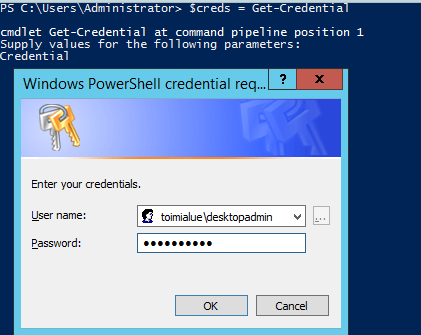 PS C:\Users\Administrator> $creds = Get-Credential
cmdlet Get-Credential at command pipeline position 1
Supply values for the following parameters:
Credential
Windows PowerShell credential req... ? x
Enter your credentials.
User name: toimialue\desktopadmin ...
Password: ••••••••••
OK Cancel